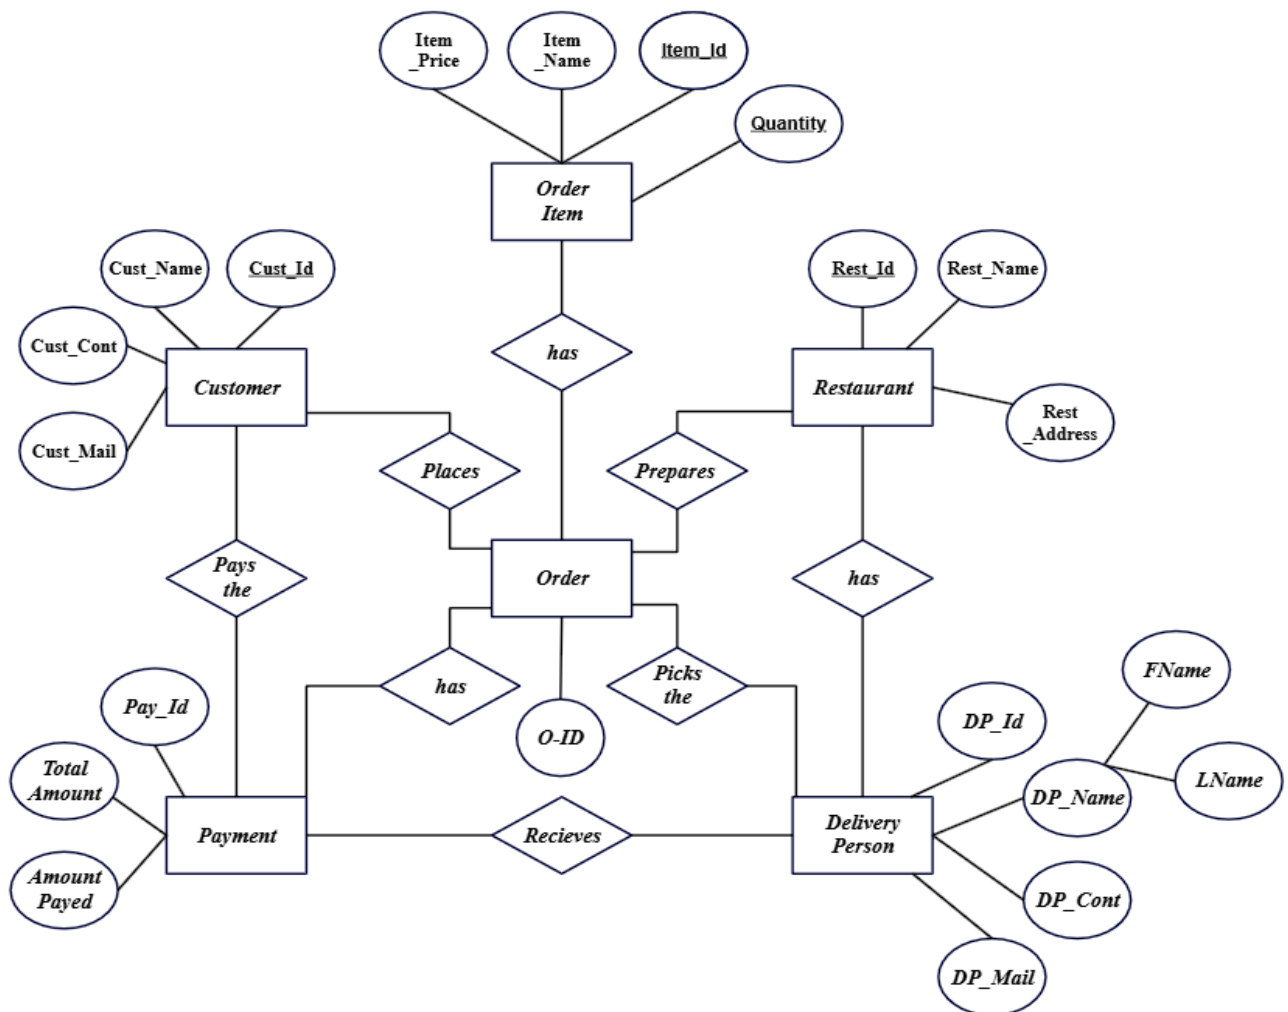 Item
_Price
Item
_Name
Item_Id
Quantity
Order
Item
Cust_Name
Cust_Id
Rest_Id
Rest_Name
Cust_Cont
has
Customer
Restaurant
Rest
_Address
Cust_Mail
Places
Prepares
Pays
the
Order
has
has
Picks
the
FName
Pay_Id
O-ID
DP_Id
Total
Amount
DP_Name
LName
Payment
Recieves
Delivery
Person
Amount
Payed
DP_Cont
DP_Mail